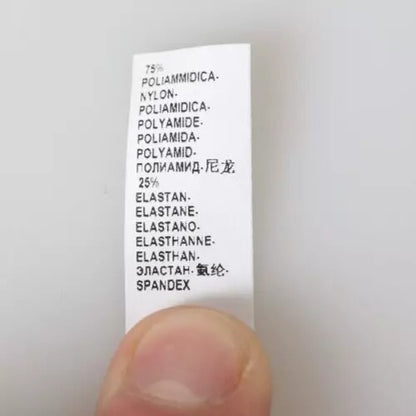 75%
POLIAMMIDICA-
NYLON-
POLIAMIDICA-
POLYAMIDE-
POLIAMIDA-
POLYAMID-
ПОЛИАМИД-尼龙
25%
ELASTAN-
ELASTANE-
ELASTANO-
ELASTHANNE-
ELASTHAN-
ЭЛАСТАН-氨纶-
SPANDEX